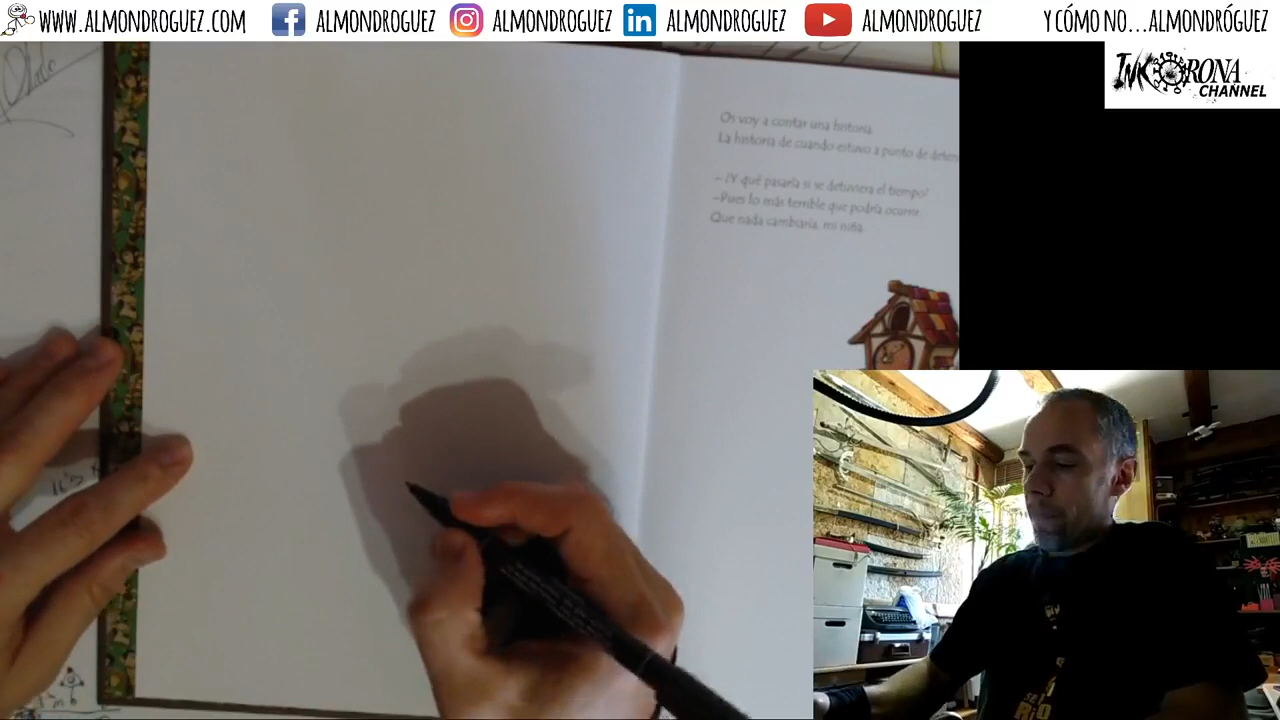 WWW.ALMONDROGUEZ.COM ALMONDROGUEZ ALMONDROGUEZ in ALMONDROGUEZ ALMONDROGUEZ Y CÓMO NO...ALMONDRÓGUEZ
INKORONA
CHANNEL
Os voy a contar una historia.
La historia de cuando estuvo a punto de deten
– ¿Y qué pasaría si se detuviera el tiempo?
–Pues lo más terrible que podría ocurrir.
Que nada cambiaría, mi niña.